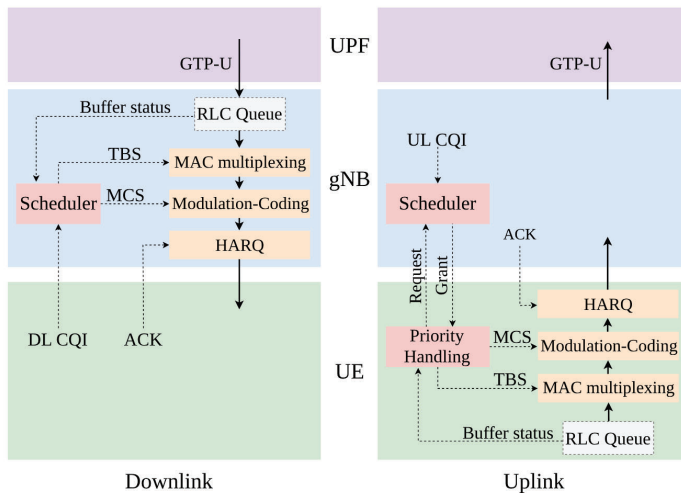 UPF
GTP-U
GTP-U
Buffer status
RLC Queue
TBS
MAC multiplexing
Scheduler
MCS
Modulation-Coding
HARQ
gNB
UL CQI
Scheduler
ACK
Request
Grant
DL CQI
ACK
UE
HARQ
Priority
Handling
MCS
Modulation-Coding
TBS
MAC multiplexing
Buffer status
RLC Queue
Downlink
Uplink